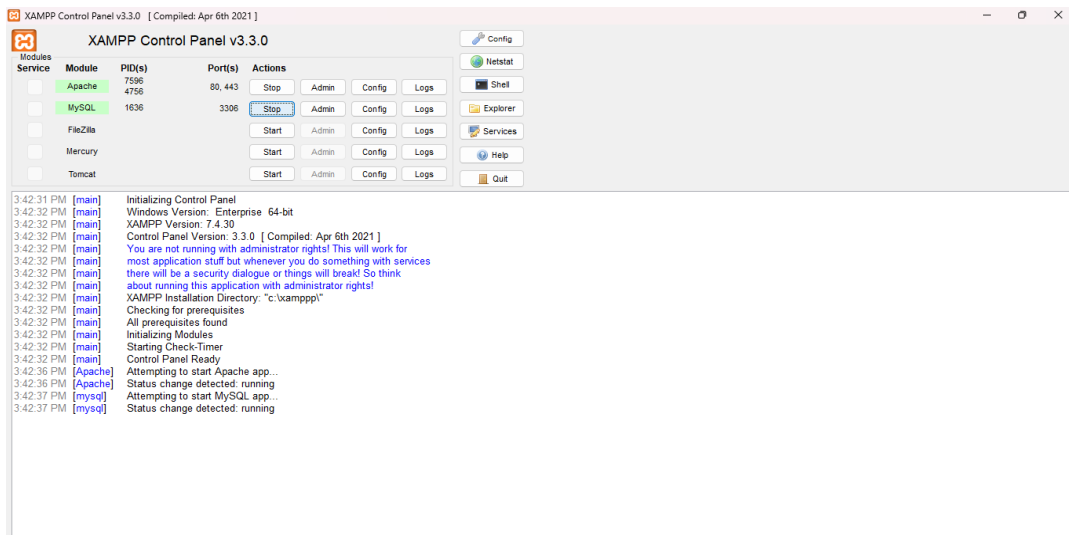 XAMPP Control Panel v3.3.0 [ Compiled: Apr 6th 2021 ]
XAMPP Control Panel v3.3.0
Config
Modules
Netstat
Service Module PID(s) Port(s) Actions
Apache 7596 4756 80, 443 Stop Admin Config Logs
Shell
MySQL 1636 3306 Stop Admin Config Logs
Explorer
FileZilla Start Admin Config Logs
Services
Mercury Start Admin Config Logs
Help
Tomcat Start Admin Config Logs
Quit
3:42:31 PM [main] Initializing Control Panel
3:42:32 PM [main] Windows Version: Enterprise 64-bit
3:42:32 PM [main] XAMPP Version: 7.4.30
3:42:32 PM [main] Control Panel Version: 3.3.0 [ Compiled: Apr 6th 2021 ]
3:42:32 PM [main] You are not running with administrator rights! This will work for
3:42:32 PM [main] most application stuff but whenever you do something with services
3:42:32 PM [main] there will be a security dialogue or things will break! So think
3:42:32 PM [main] about running this application with administrator rights!
3:42:32 PM [main] XAMPP Installation Directory: "c:\xamppp\"
3:42:32 PM [main] Checking for prerequisites
3:42:32 PM [main] All prerequisites found
3:42:32 PM [main] Initializing Modules
3:42:32 PM [main] Starting Check-Timer
3:42:32 PM [main] Control Panel Ready
3:42:36 PM [Apache] Attempting to start Apache app...
3:42:36 PM [Apache] Status change detected: running
3:42:37 PM [mysql] Attempting to start MySQL app...
3:42:37 PM [mysql] Status change detected: running